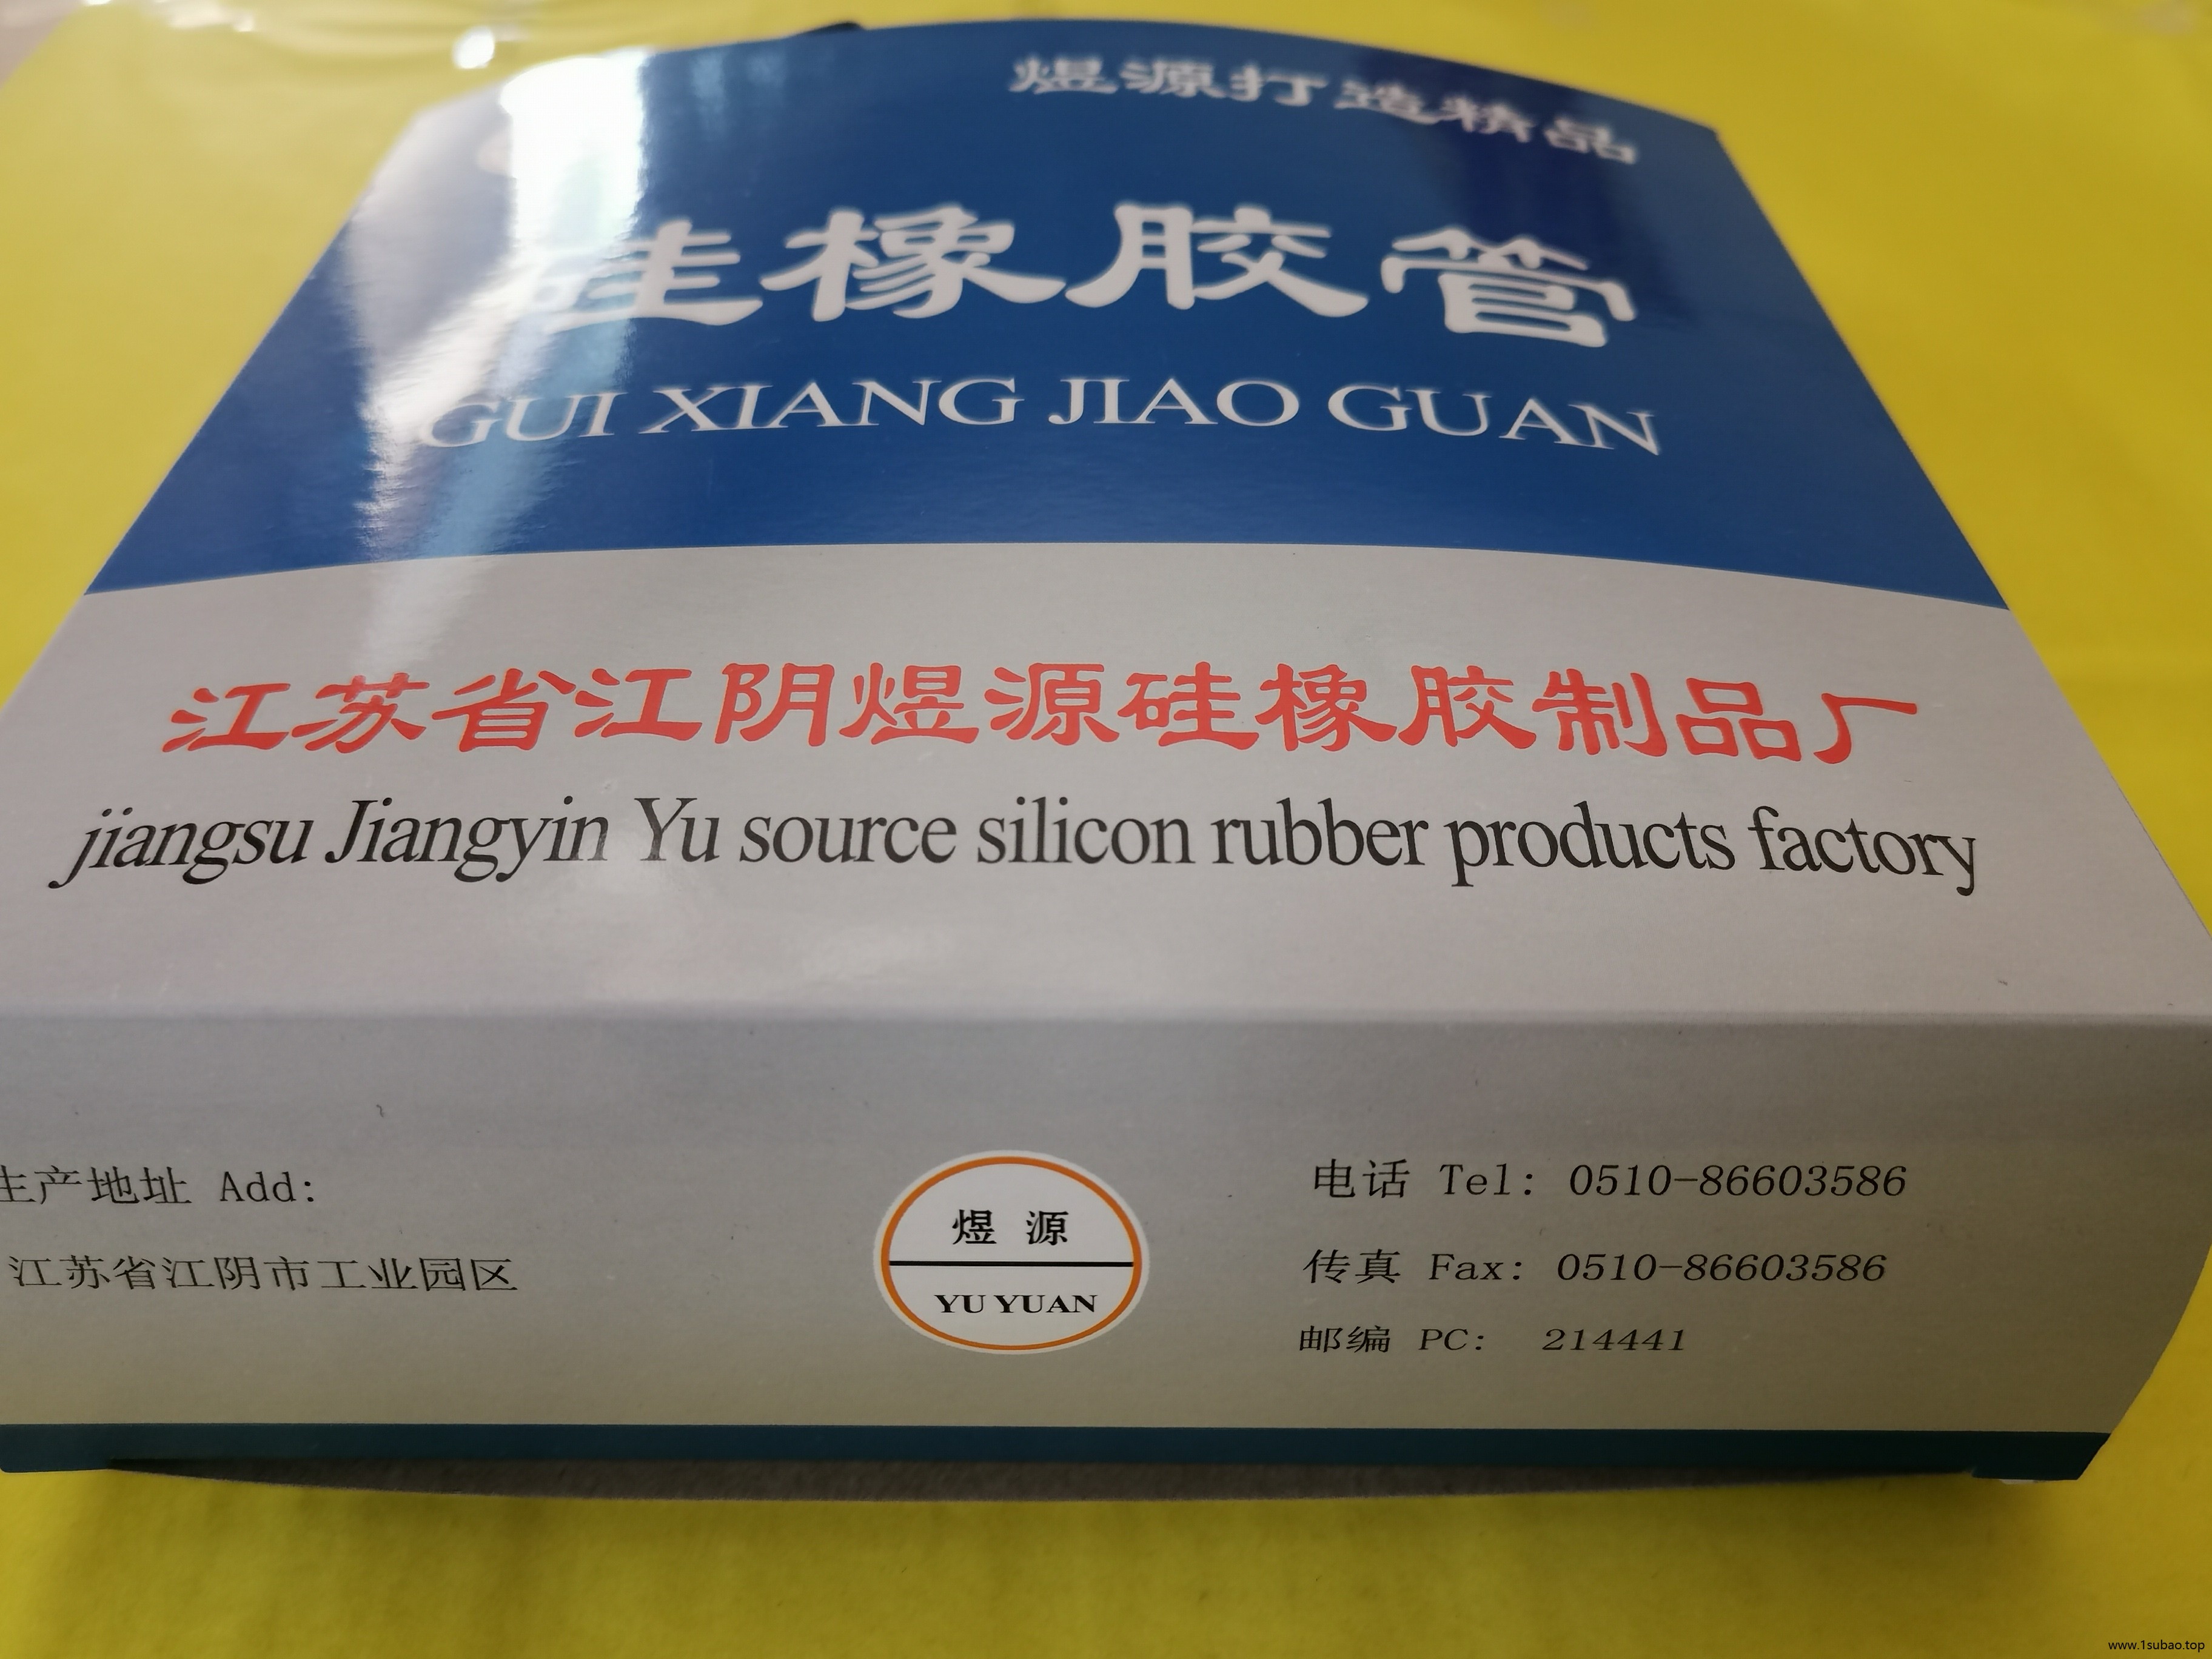 煜源打造精品
硅橡胶管
GUI XIANG JIAO GUAN
江苏省江阴煜源硅橡胶制品厂
jiangsu Jiangyin Yu source silicon rubber products factory
生产地址 Add:
江苏省江阴市工业园区
煜 源
YU YUAN
电话 Tel: 0510-86603586
传真 Fax: 0510-86603586
邮编 PC: 214441
www.1subao.top